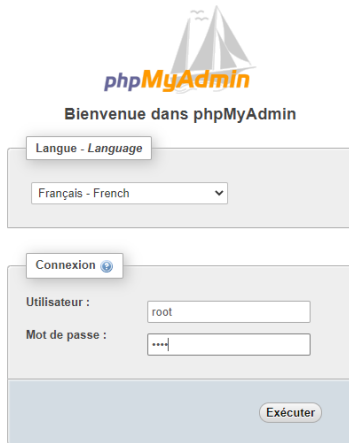 phpMyAdmin
Bienvenue dans phpMyAdmin
Langue - Language
Français - French
Connexion
Utilisateur :
root
Mot de passe :
••••
Exécuter